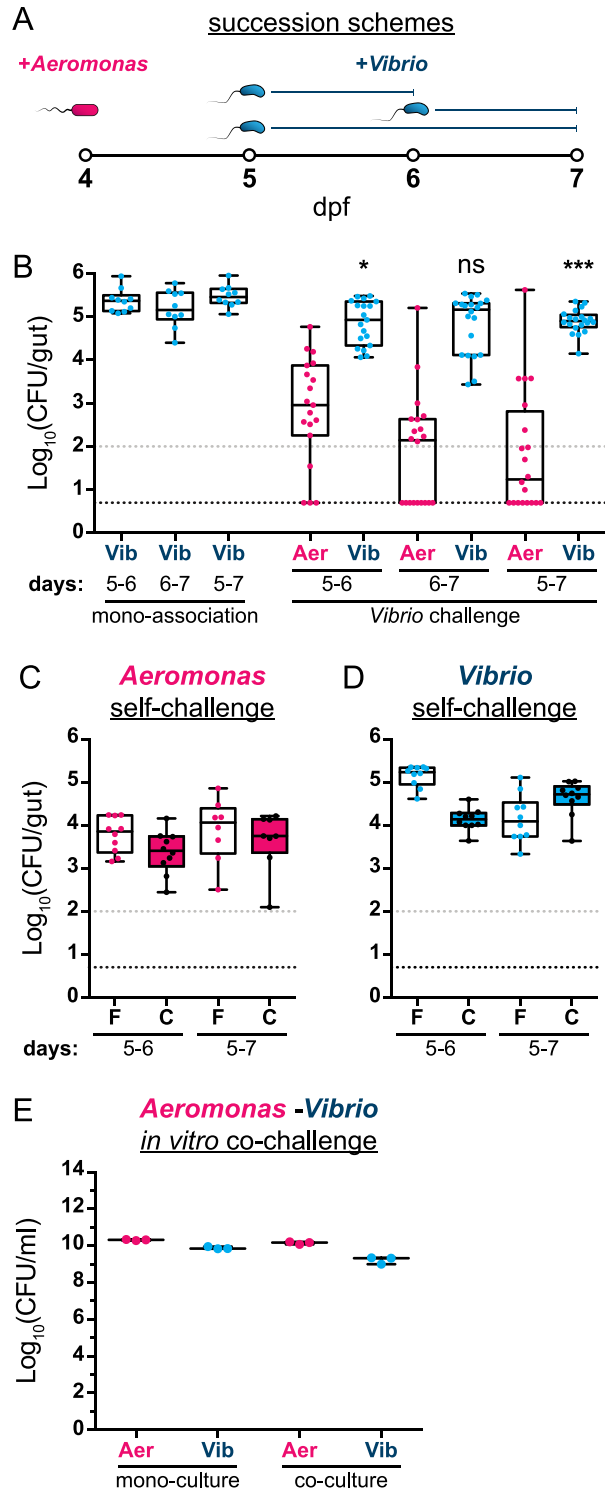 A
succession schemes
+Aeromonas
+Vibrio
4
5
6
7
dpf
B
*
ns
***
6
5
4
3
2
1
0
Log10(CFU/gut)
Vib Vib Vib Aer Vib Aer Vib Aer Vib
days: 5-6 6-7 5-7 5-6 6-7 5-7
mono-association Vibrio challenge
C
Aeromonas
self-challenge
6
5
4
3
2
1
0
Log10(CFU/gut)
F C F C
days: 5-6 5-7
D
Vibrio
self-challenge
6
5
4
3
2
1
0
F C F C
5-6 5-7
E
Aeromonas -Vibrio
in vitro co-challenge
14
12
10
8
6
4
2
0
Log10(CFU/ml)
Aer Vib Aer Vib
mono-culture co-culture